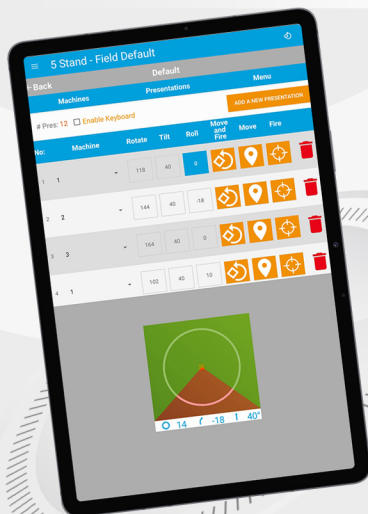 5 Stand - Field Default
Back
Default
Machines
Presentations
Menu
# Pres: 12
Enable Keyboard
ADD A NEW PRESENTATION
No: Machine Rotate Tilt Roll Move and Fire Move Fire
1 1 118 40 0
2 2 144 40 -18
3 3 164 40 0
4 1 102 40 10
14 -18 40°